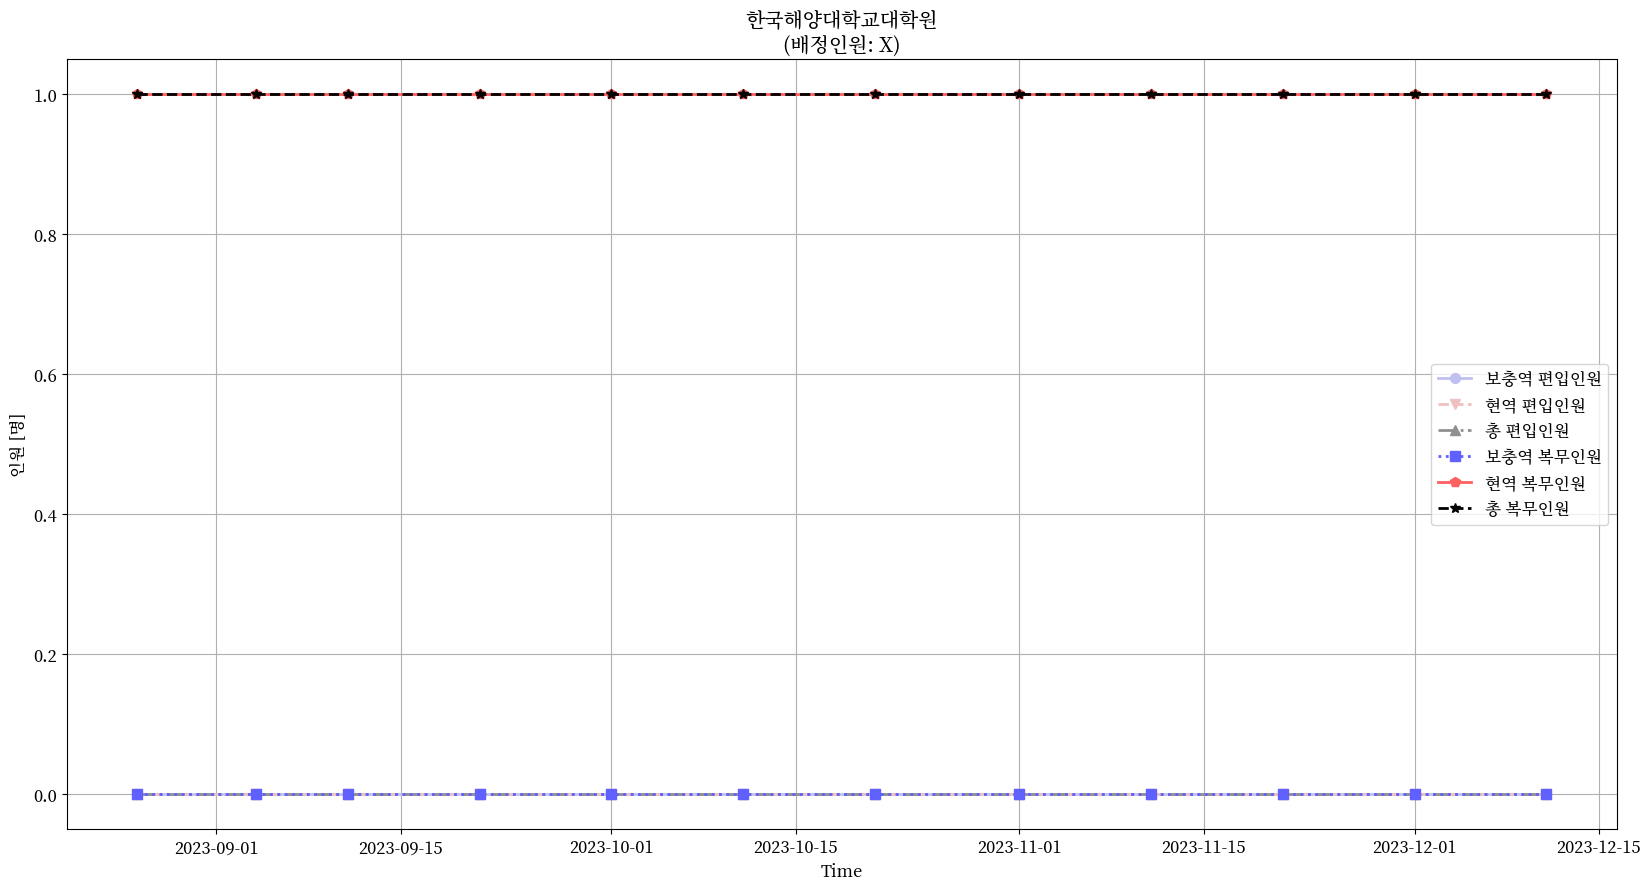 한국해양대학교대학원
(배정인원: X)
1.0
0.8
0.6
0.4
0.2
0.0
인원 [명]
보충역 편입인원
현역 편입인원
총 편입인원
보충역 복무인원
현역 복무인원
총 복무인원
2023-09-01
2023-09-15
2023-10-01
2023-10-15
2023-11-01
2023-11-15
2023-12-01
2023-12-15
Time